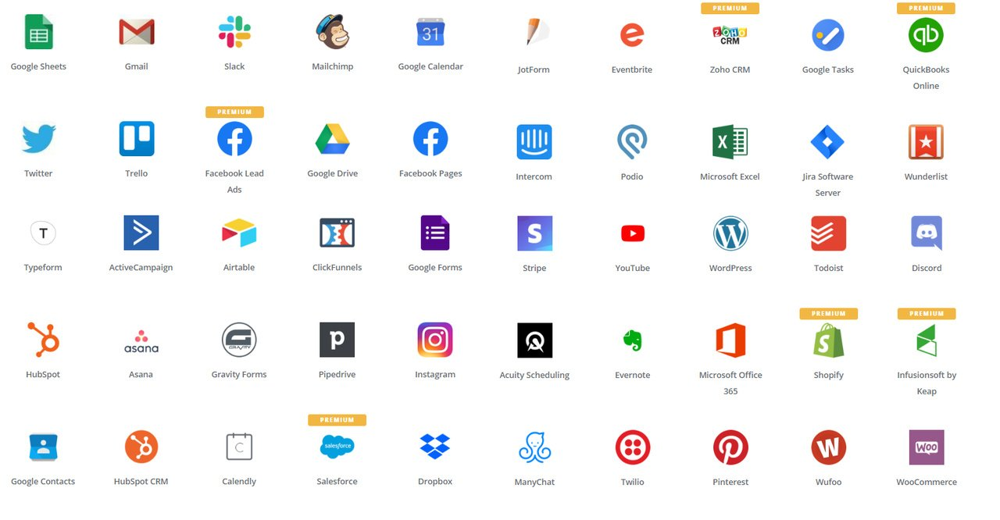 PREMIUM PREMIUM
31 ZOHO CRM qb
Google Sheets Gmail Slack Mailchimp Google Calendar JotForm Eventbrite Zoho CRM Google Tasks QuickBooks
Online
PREMIUM
Twitter Trello Facebook Lead Google Drive Facebook Pages Intercom Podio Microsoft Excel Jira Software Wunderlist
Ads Server
T S W
Typeform ActiveCampaign Airtable ClickFunnels Google Forms Stripe YouTube WordPress Todoist Discord
PREMIUM PREMIUM
asana GRAVITY p S
HubSpot Asana Gravity Forms Pipedrive Instagram Acuity Scheduling Evernote Microsoft Office Shopify Infusionsoft by
365 Keap
PREMIUM
C salesforce W Woo
Google Contacts HubSpot CRM Calendly Salesforce Dropbox ManyChat Twilio Pinterest Wufoo WooCommerce